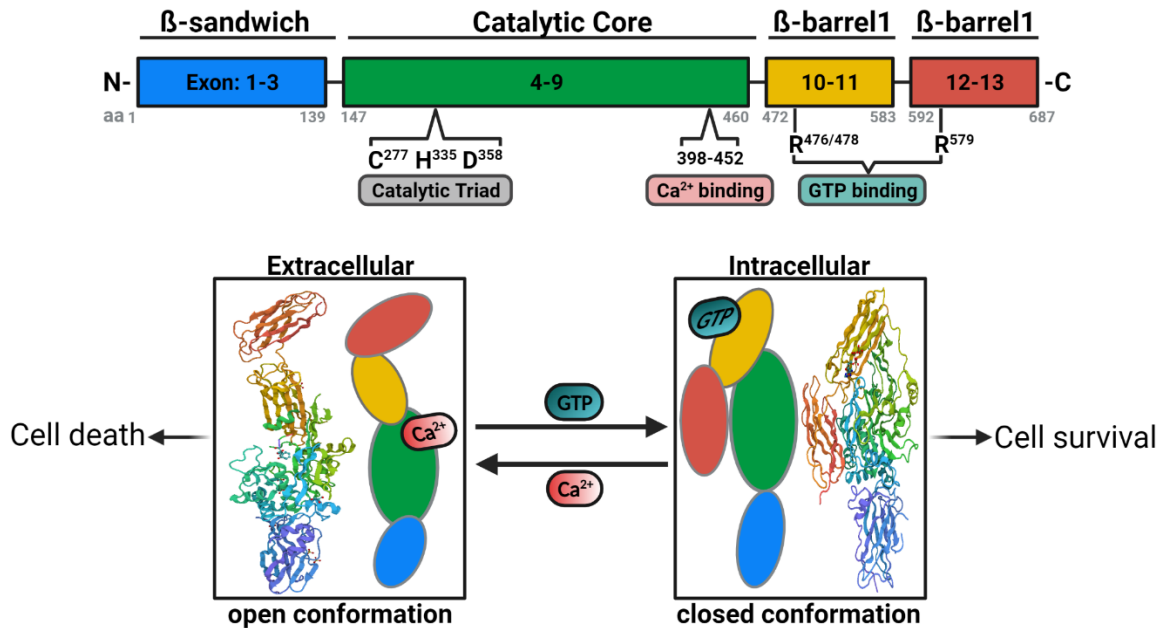 ß-sandwich Catalytic Core ß-barrel1 ß-barrel1
N- Exon: 1-3 4-9 10-11 12-13 -C
aa 1 139 147 460 472 583 592 687
C²⁷⁷ H³³⁵ D³⁵⁸ 398-452 R⁴⁷⁶/⁴⁷⁸ R⁵⁷⁹
Catalytic Triad Ca²⁺ binding GTP binding
Extracellular Intracellular
GTP
GTP
Cell death Ca²⁺ Cell survival
Ca²⁺
open conformation closed conformation